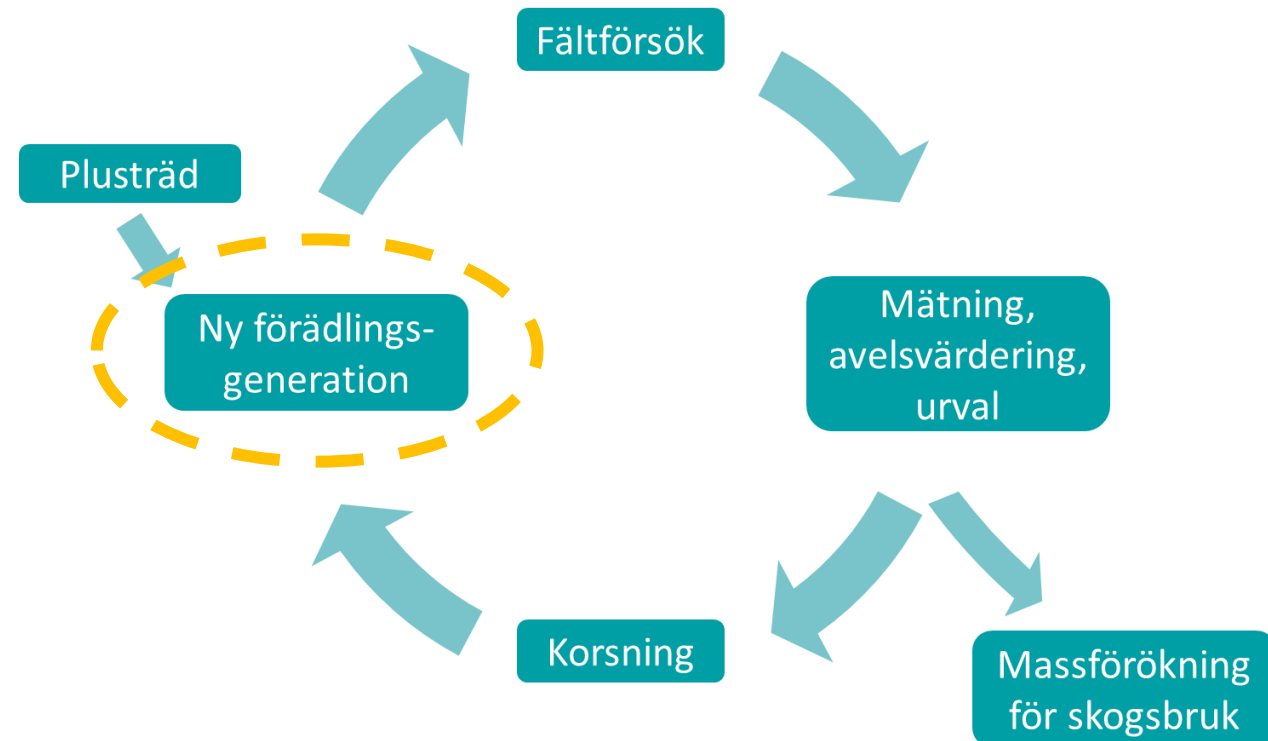 Fältförsök
Plusträd
Ny förädlings-
generation
Mätning,
avelsvärdering,
urval
Korsning
Massförökning
för skogsbruk